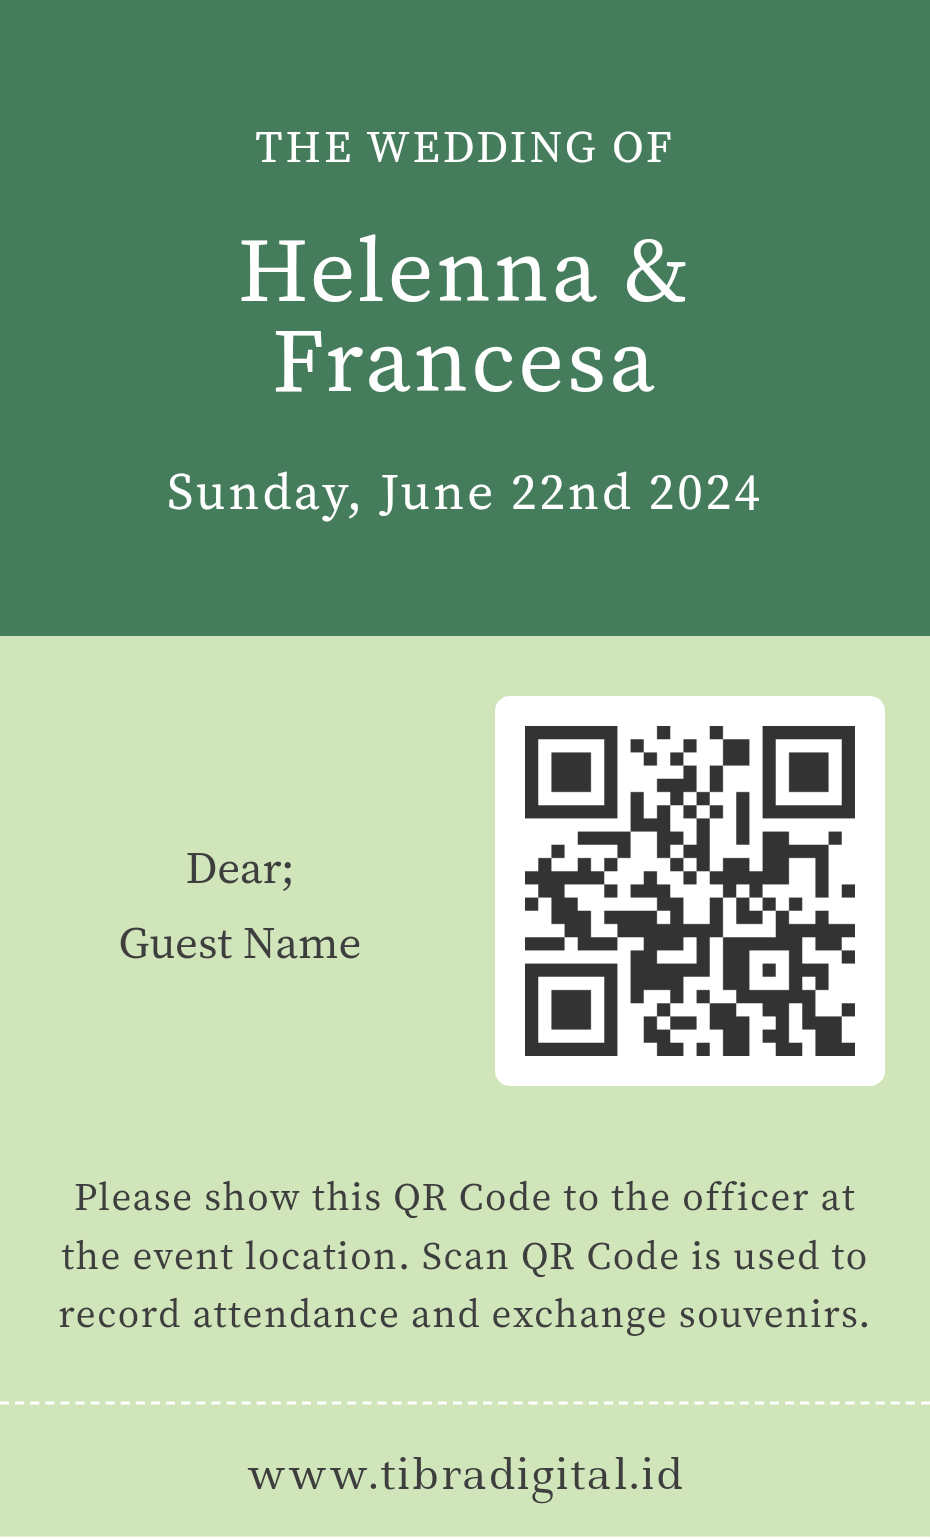 THE WEDDING OF
Helenna &
Francesa
Sunday, June 22nd 2024
Dear;
Guest Name
Please show this QR Code to the officer at
the event location. Scan QR Code is used to
record attendance and exchange souvenirs.
www.tibradigital.id